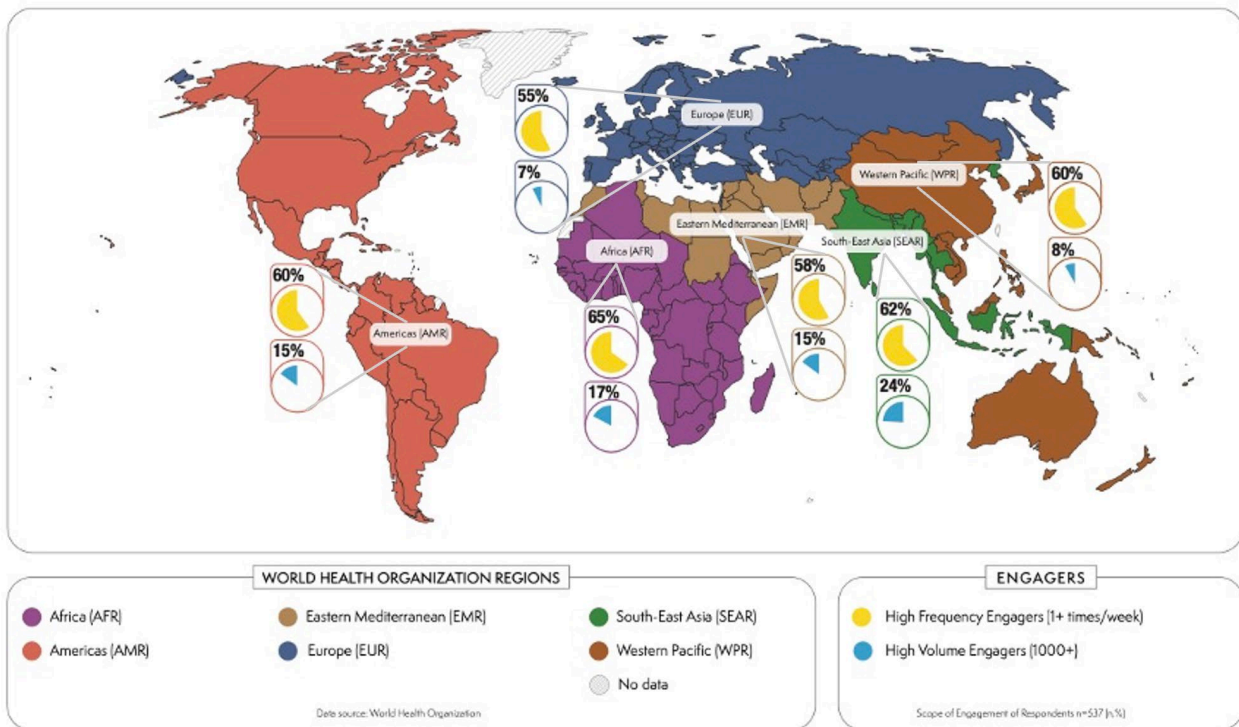 55%
Europe (EUR)
7%
Western Pacific (WPR)
60%
Eastern Mediterranean (EMR)
South-East Asia (SEAR)
Africa (AFR)
8%
60%
58%
62%
65%
Americas (AMR)
15%
15%
17%
24%
WORLD HEALTH ORGANIZATION REGIONS
Africa (AFR)
Eastern Mediterranean (EMR)
South-East Asia (SEAR)
Americas (AMR)
Europe (EUR)
Western Pacific (WPR)
No data
Data source: World Health Organization
ENGAGERS
High Frequency Engagers (1+ times/week)
High Volume Engagers (1000+)
Scope of Engagement of Respondents n=537 (n,%)